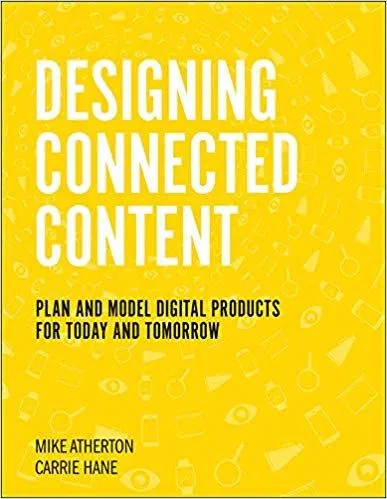 DESIGNING
CONNECTED
CONTENT
PLAN AND MODEL DIGITAL PRODUCTS
FOR TODAY AND TOMORROW
MIKE ATHERTON
CARRIE HANE